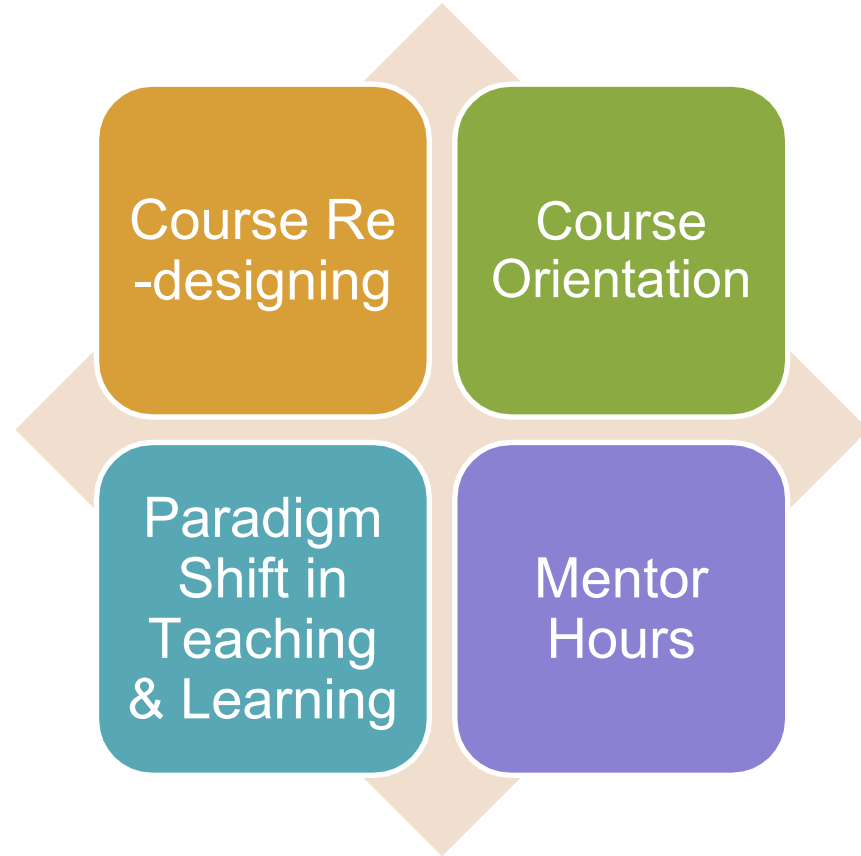 Course Re
-designing
Course
Orientation
Paradigm
Shift in
Teaching
& Learning
Mentor
Hours